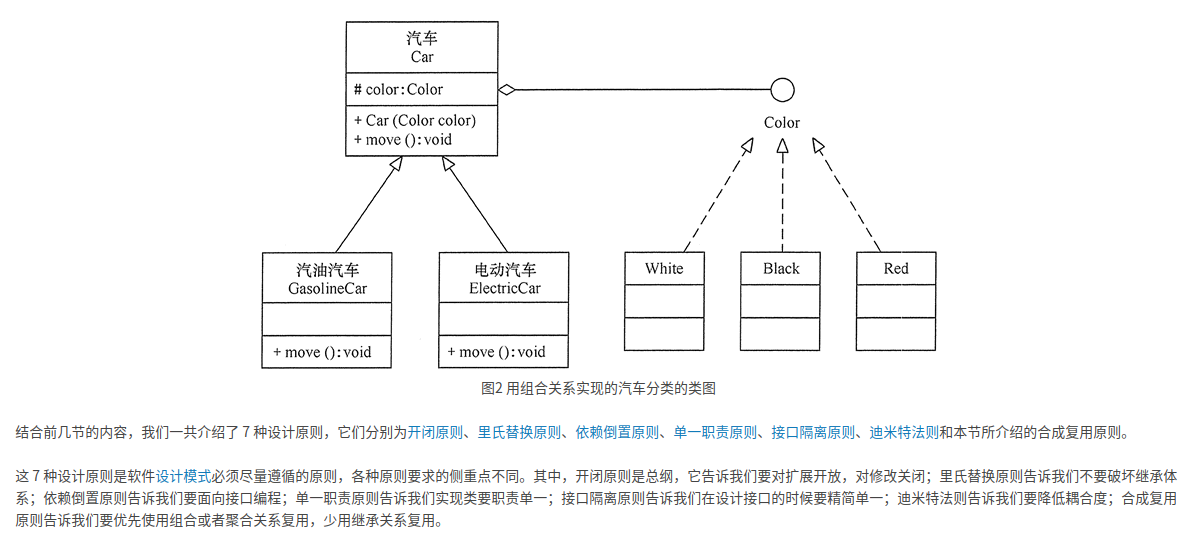 汽车
Car
# color:Color
+ Car (Color color)
+ move ():void
Color
汽油汽车
GasolineCar
+ move ():void
电动汽车
ElectricCar
+ move ():void
White
Black
Red
图2 用组合关系实现的汽车分类的类图
结合前几节的内容，我们一共介绍了 7 种设计原则，它们分别为开闭原则、里氏替换原则、依赖倒置原则、单一职责原则、接口隔离原则、迪米特法则和本节所介绍的合成复用原则。
这 7 种设计原则是软件设计模式必须尽量遵循的原则，各种原则要求的侧重点不同。其中，开闭原则是总纲，它告诉我们要对扩展开放，对修改关闭；里氏替换原则告诉我们不要破坏继承体
系；依赖倒置原则告诉我们要面向接口编程；单一职责原则告诉我们实现类要职责单一；接口隔离原则告诉我们在设计接口的时候要精简单一；迪米特法则告诉我们要降低耦合度；合成复用
原则告诉我们要优先使用组合或者聚合关系复用，少用继承关系复用。